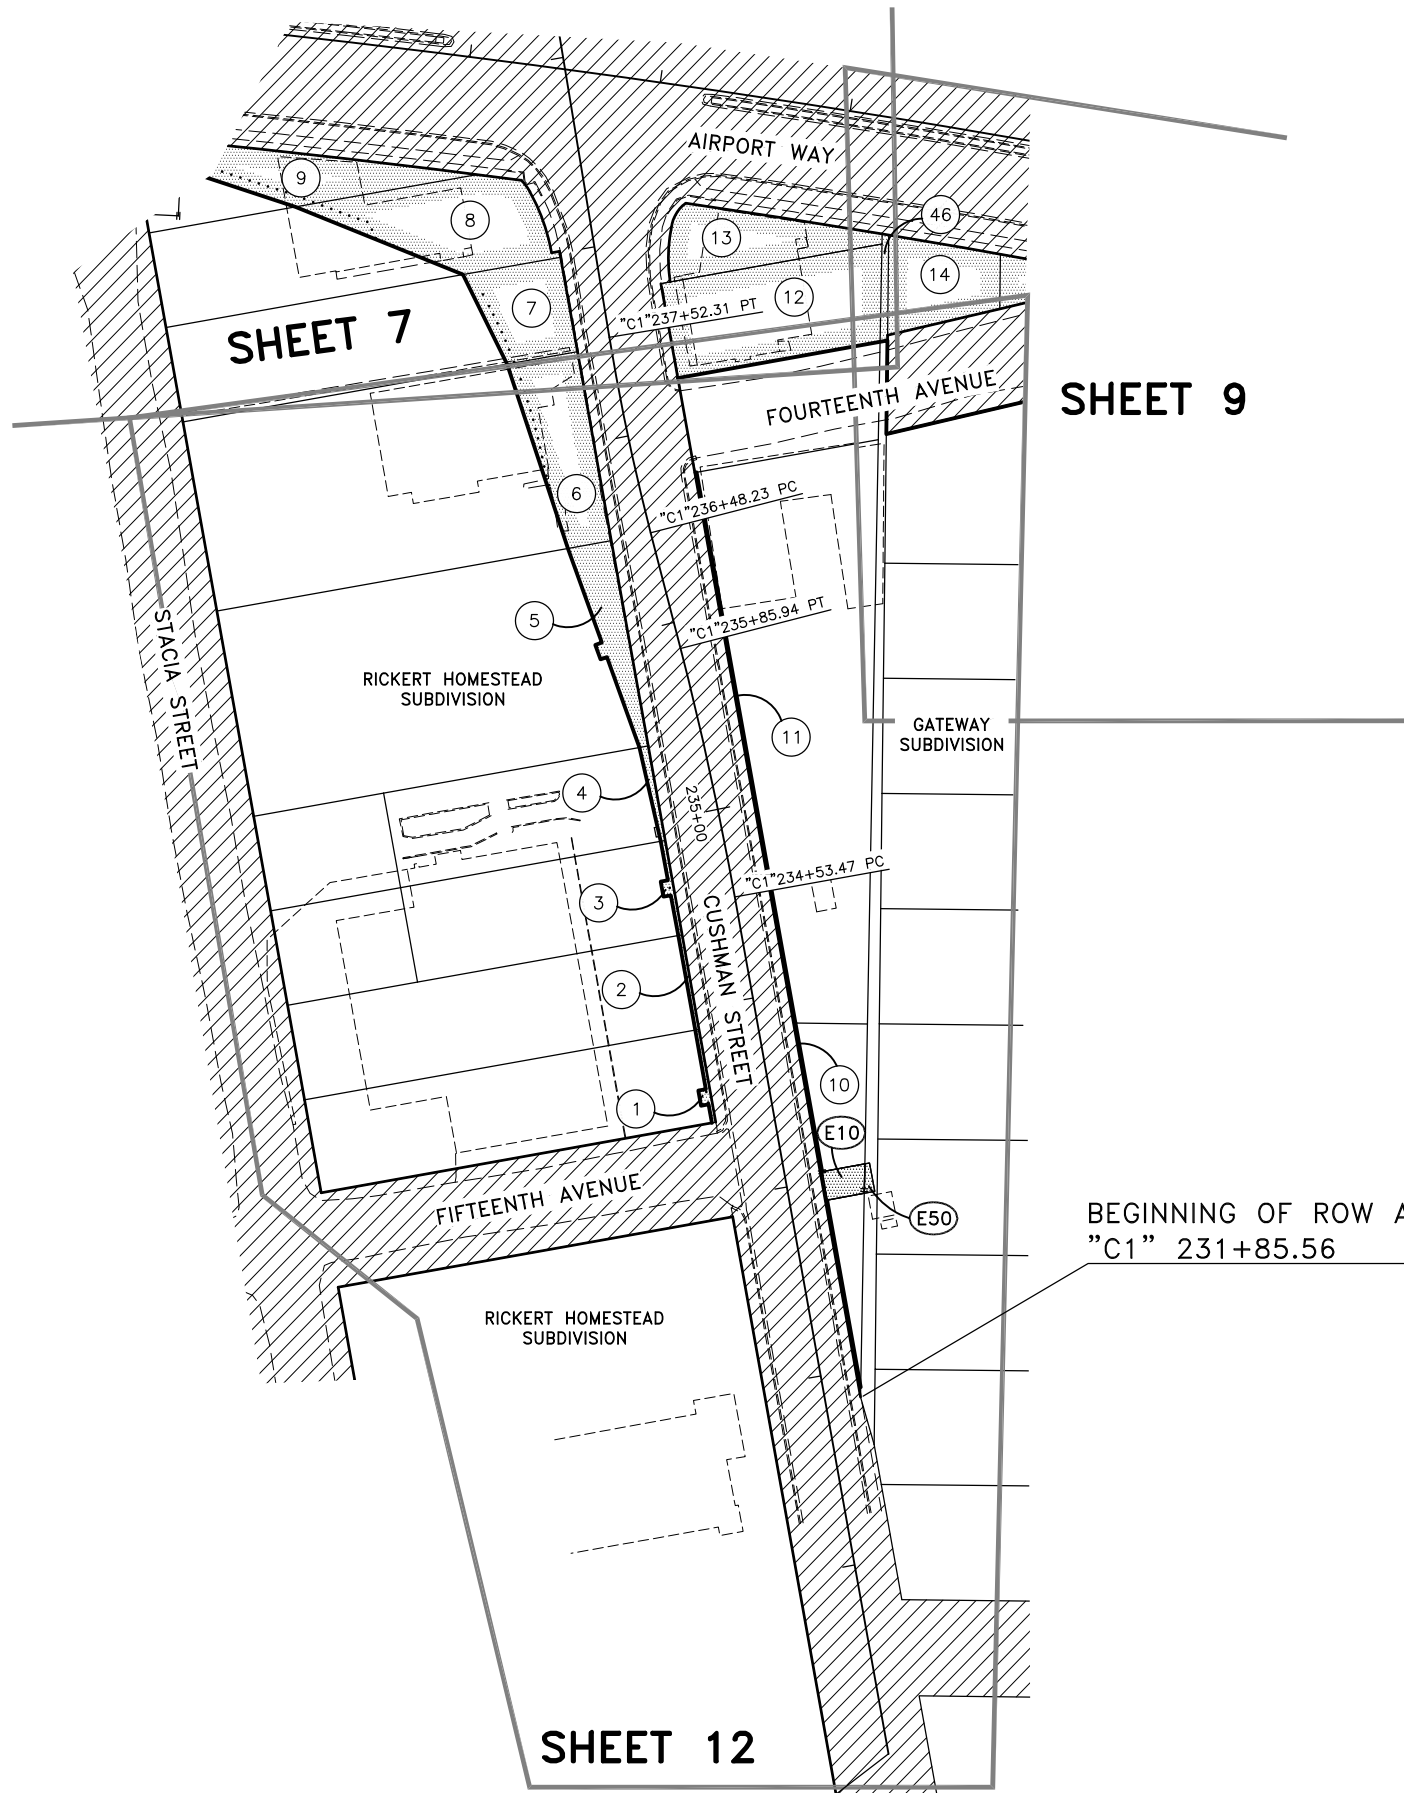 AIRPORT WAY
9
8
46
13
14
7
12
"C1"237+52.31 PT
SHEET 7
FOURTEENTH AVENUE
SHEET 9
6
"C1"236+48.23 PC
5
"C1"235+85.94 PT
STACIA STREET
RICKERT HOMESTEAD
SUBDIVISION
11
GATEWAY
SUBDIVISION
4
235+00
"C1"234+53.47 PC
3
CUSHMAN STREET
2
10
1
E10
FIFTEENTH AVENUE
E50
BEGINNING OF ROW A
"C1" 231+85.56
RICKERT HOMESTEAD
SUBDIVISION
SHEET 12